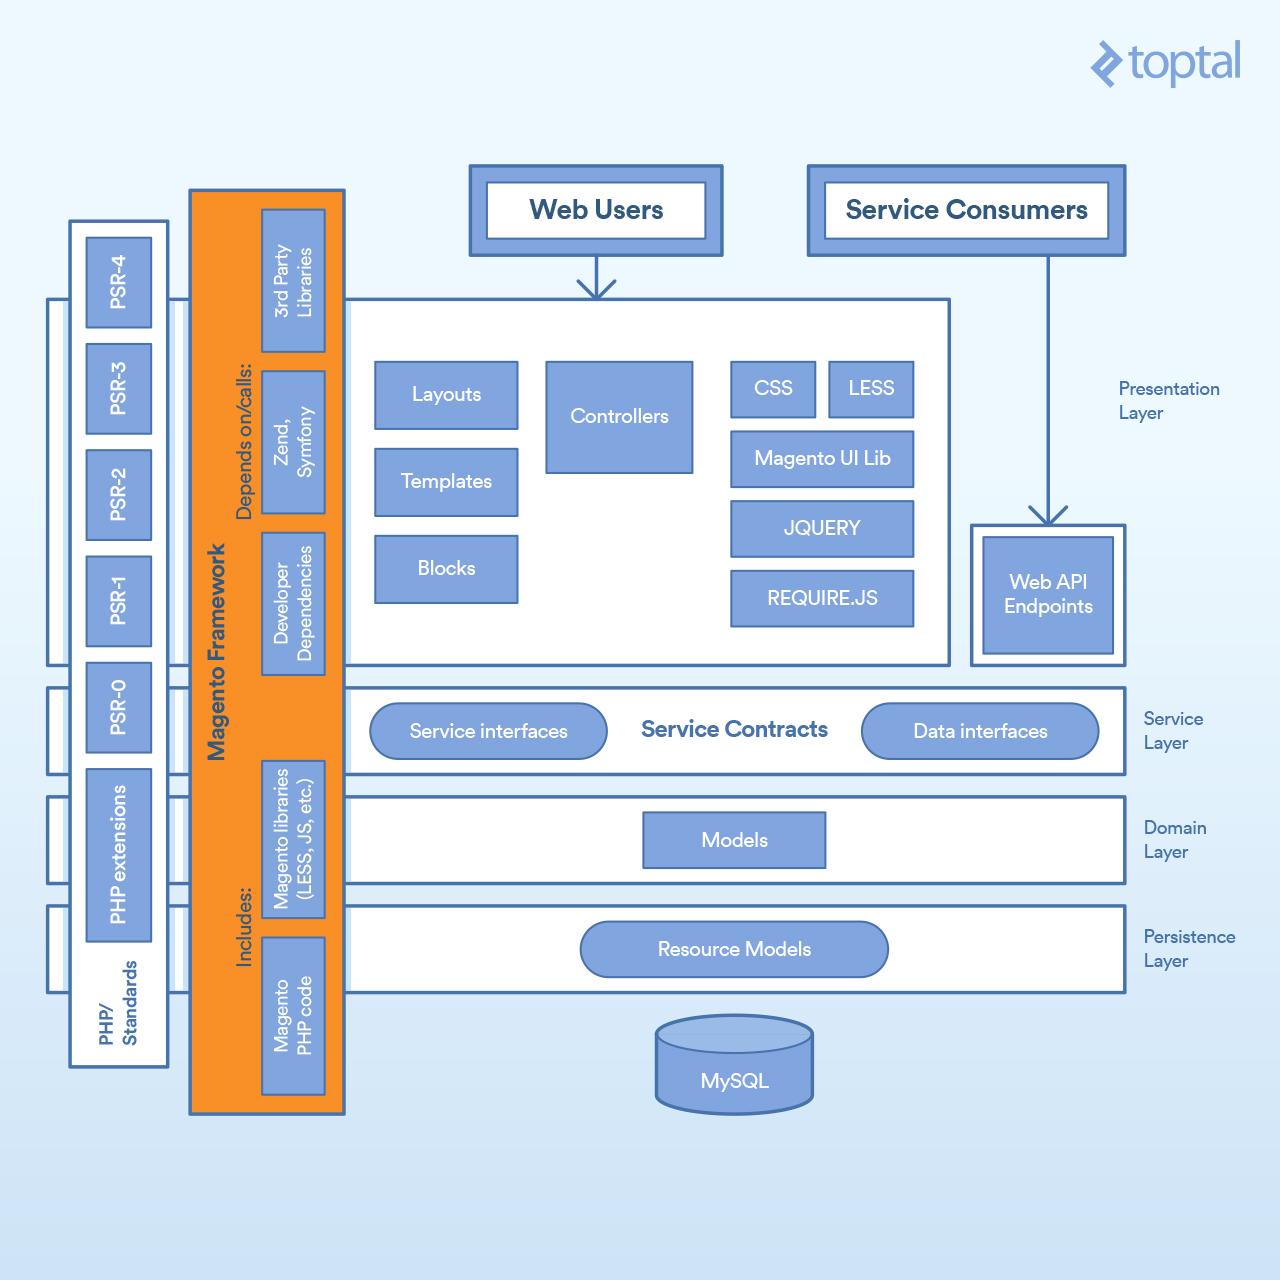 toptal
Web Users
Service Consumers
PSR-4
PSR-3
PSR-2
PSR-1
PSR-0
PHP extensions
PHP/
Standards
Magento Framework
Depends on/calls:
3rd Party
Libraries
Zend,
Symfony
Developer
Dependencies
Includes:
Magento libraries
(LESS, JS, etc.)
Magento
PHP code
Layouts
Templates
Blocks
Controllers
CSS
LESS
Magento UI Lib
JQUERY
REQUIRE.JS
Web API
Endpoints
Presentation
Layer
Service interfaces
Service Contracts
Data interfaces
Service
Layer
Models
Domain
Layer
Resource Models
Persistence
Layer
MySQL